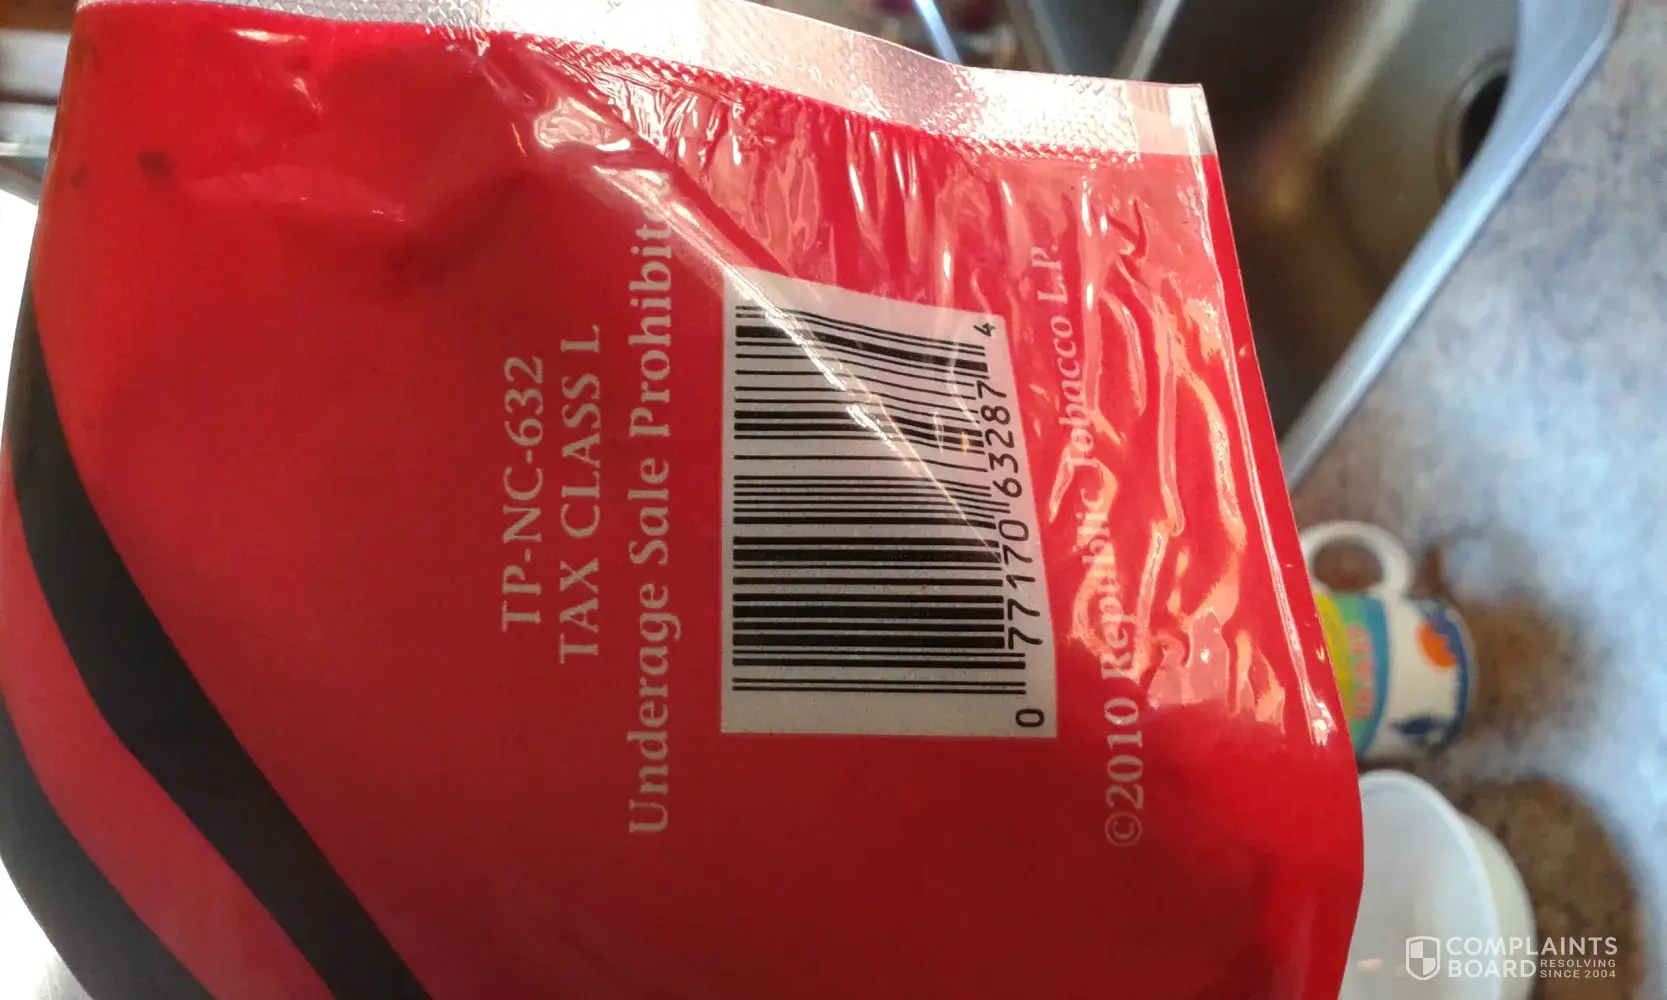 TP-NC-632
TAX CLASS L
Underage Sale Prohibit
0 77170 63287 4
©2010 Republic Tobacco L.P.
COMPLAINTS
BOARD RESOLVING
SINCE 2004